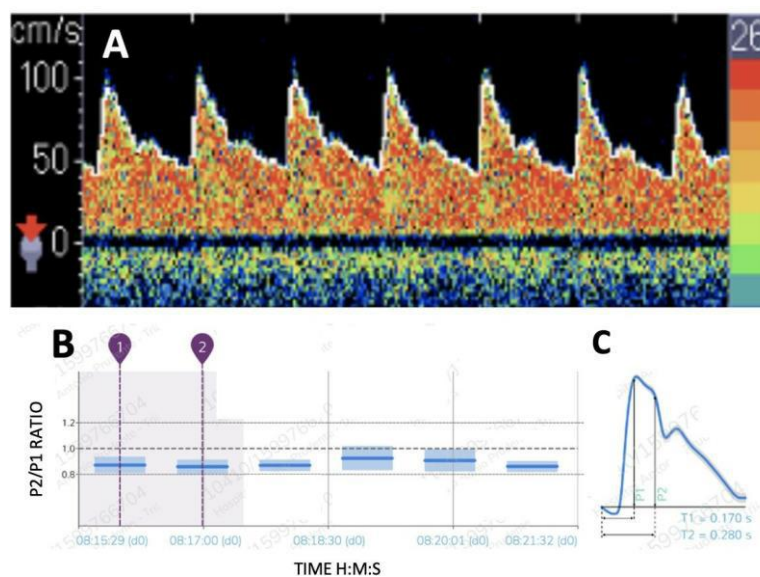 cm/s
A
26
100
50
0
B
C
1
2
P2/P1 RATIO
1.2
1.0
0.8
08:15:29 (d0) 08:17:00 (d0) 08:18:30 (d0) 08:20:01 (d0) 08:21:32 (d0)
TIME H:M:S
P1
P2
T1 = 0.170 s
T2 = 0.280 s